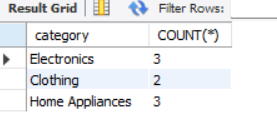 Result Grid Filter Rows:
category COUNT(*)
Electronics 3
Clothing 2
Home Appliances 3